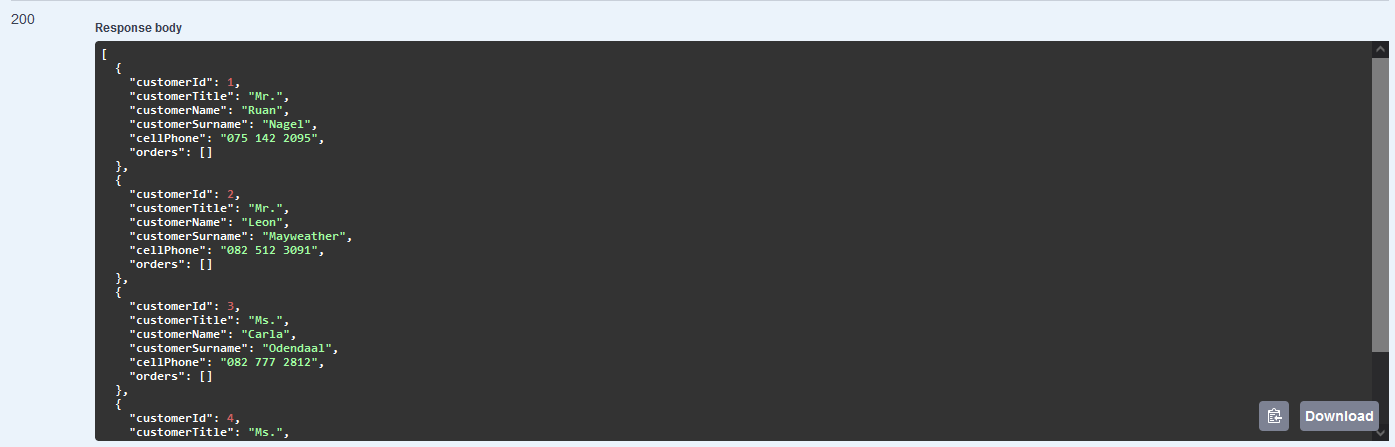 200
Response body
[
  {
    "customerId": 1,
    "customerTitle": "Mr.",
    "customerName": "Ruan",
    "customerSurname": "Nagel",
    "cellPhone": "075 142 2095",
    "orders": []
  },
  {
    "customerId": 2,
    "customerTitle": "Mr.",
    "customerName": "Leon",
    "customerSurname": "Mayweather",
    "cellPhone": "082 512 3091",
    "orders": []
  },
  {
    "customerId": 3,
    "customerTitle": "Ms.",
    "customerName": "Carla",
    "customerSurname": "Odendaal",
    "cellPhone": "082 777 2812",
    "orders": []
  },
  {
    "customerId": 4,
    "customerTitle": "Ms.",
Download